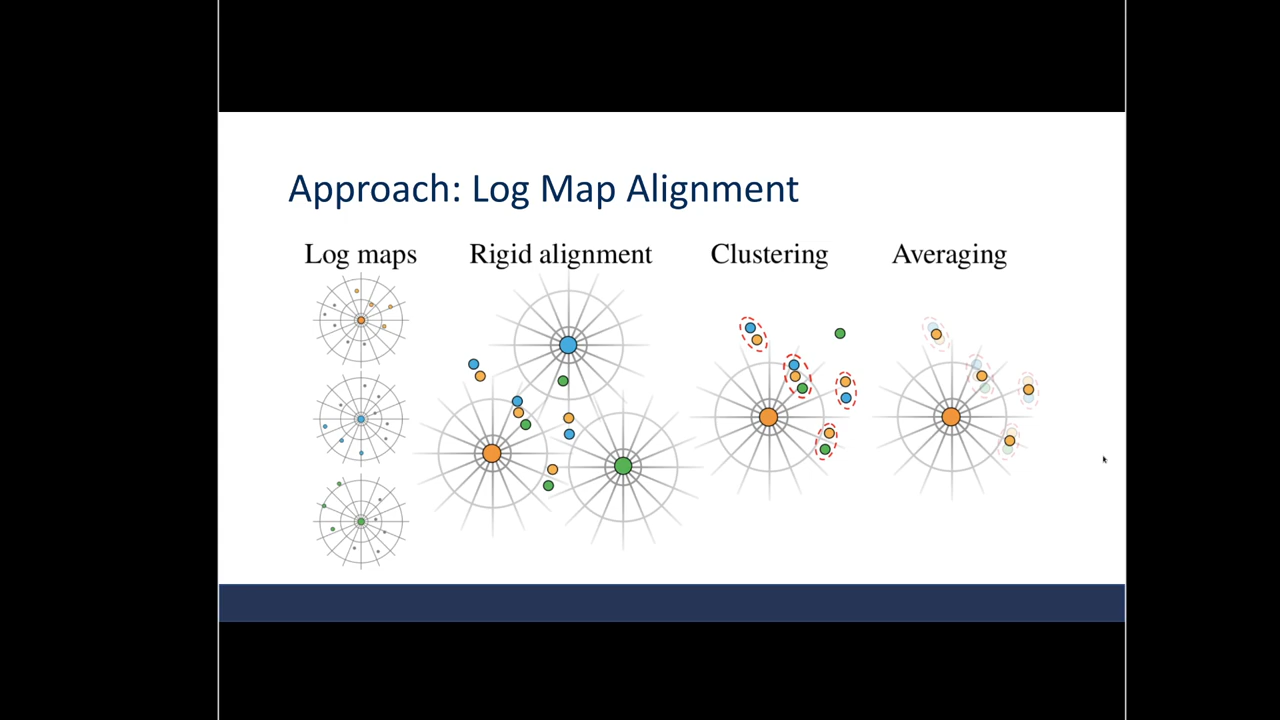 Approach: Log Map Alignment
Log maps
Rigid alignment
Clustering
Averaging